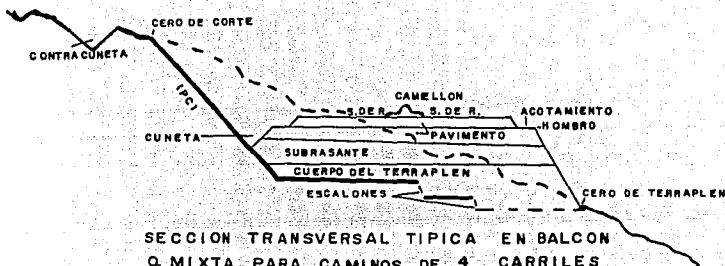 CERO DE CORTE
CONTRACUNETA
(PC)
CAMELLON
S.DE R. S. DE R.
ACOTAMIENTO
HOMBRO
CUNETA
PAVIMENTO
SUBRASANTE
CUERPO DEL TERRAPLEN
ESCALONES
CERO DE TERRAPLEN
SECCION TRANSVERSAL TIPICA EN BALCON
O MIXTA PARA CAMINOS DE 4 CARRILES